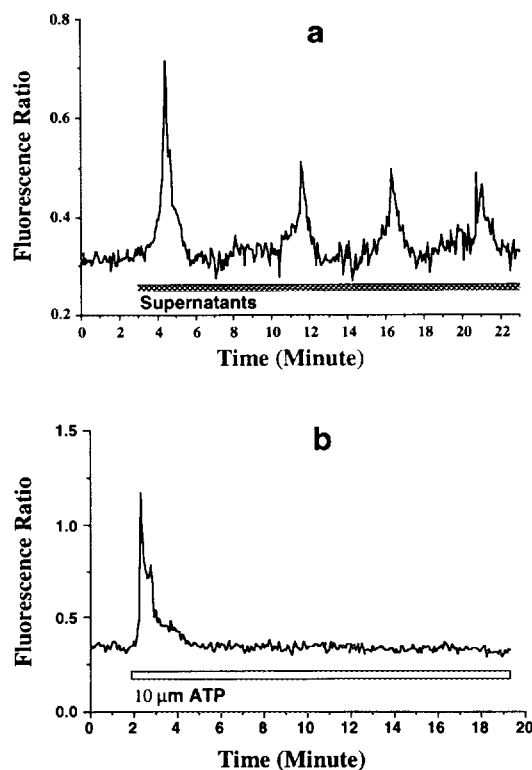 a
Fluorescence Ratio
0.8
0.6
0.4
0.2
Supernatants
0 2 4 6 8 10 12 14 16 18 20 22
Time (Minute)
b
Fluorescence Ratio
1.5
1.0
0.5
0.0
10 µm ATP
0 2 4 6 8 10 12 14 16 18 20
Time (Minute)